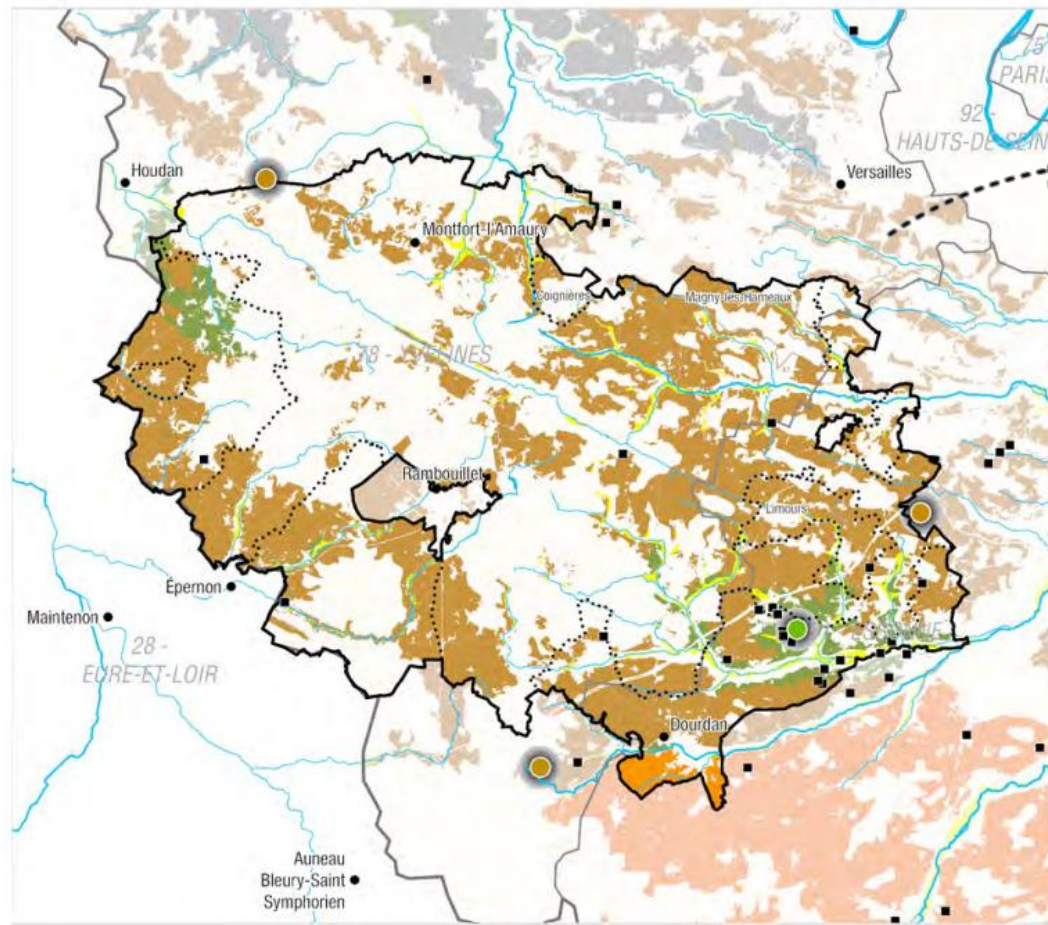 75
PARIS
92 -
HAUTS-DE-SEIN
Houdan
Versailles
Montfort-l'Amaury
Coignières
Magny-les-Hameaux
78 - YVELINES
Rambouillet
Limours
Épernon
Maintenon
28 -
EURE-ET-LOIR
Dourdan
Auneau
Bleury-Saint
Symphorien